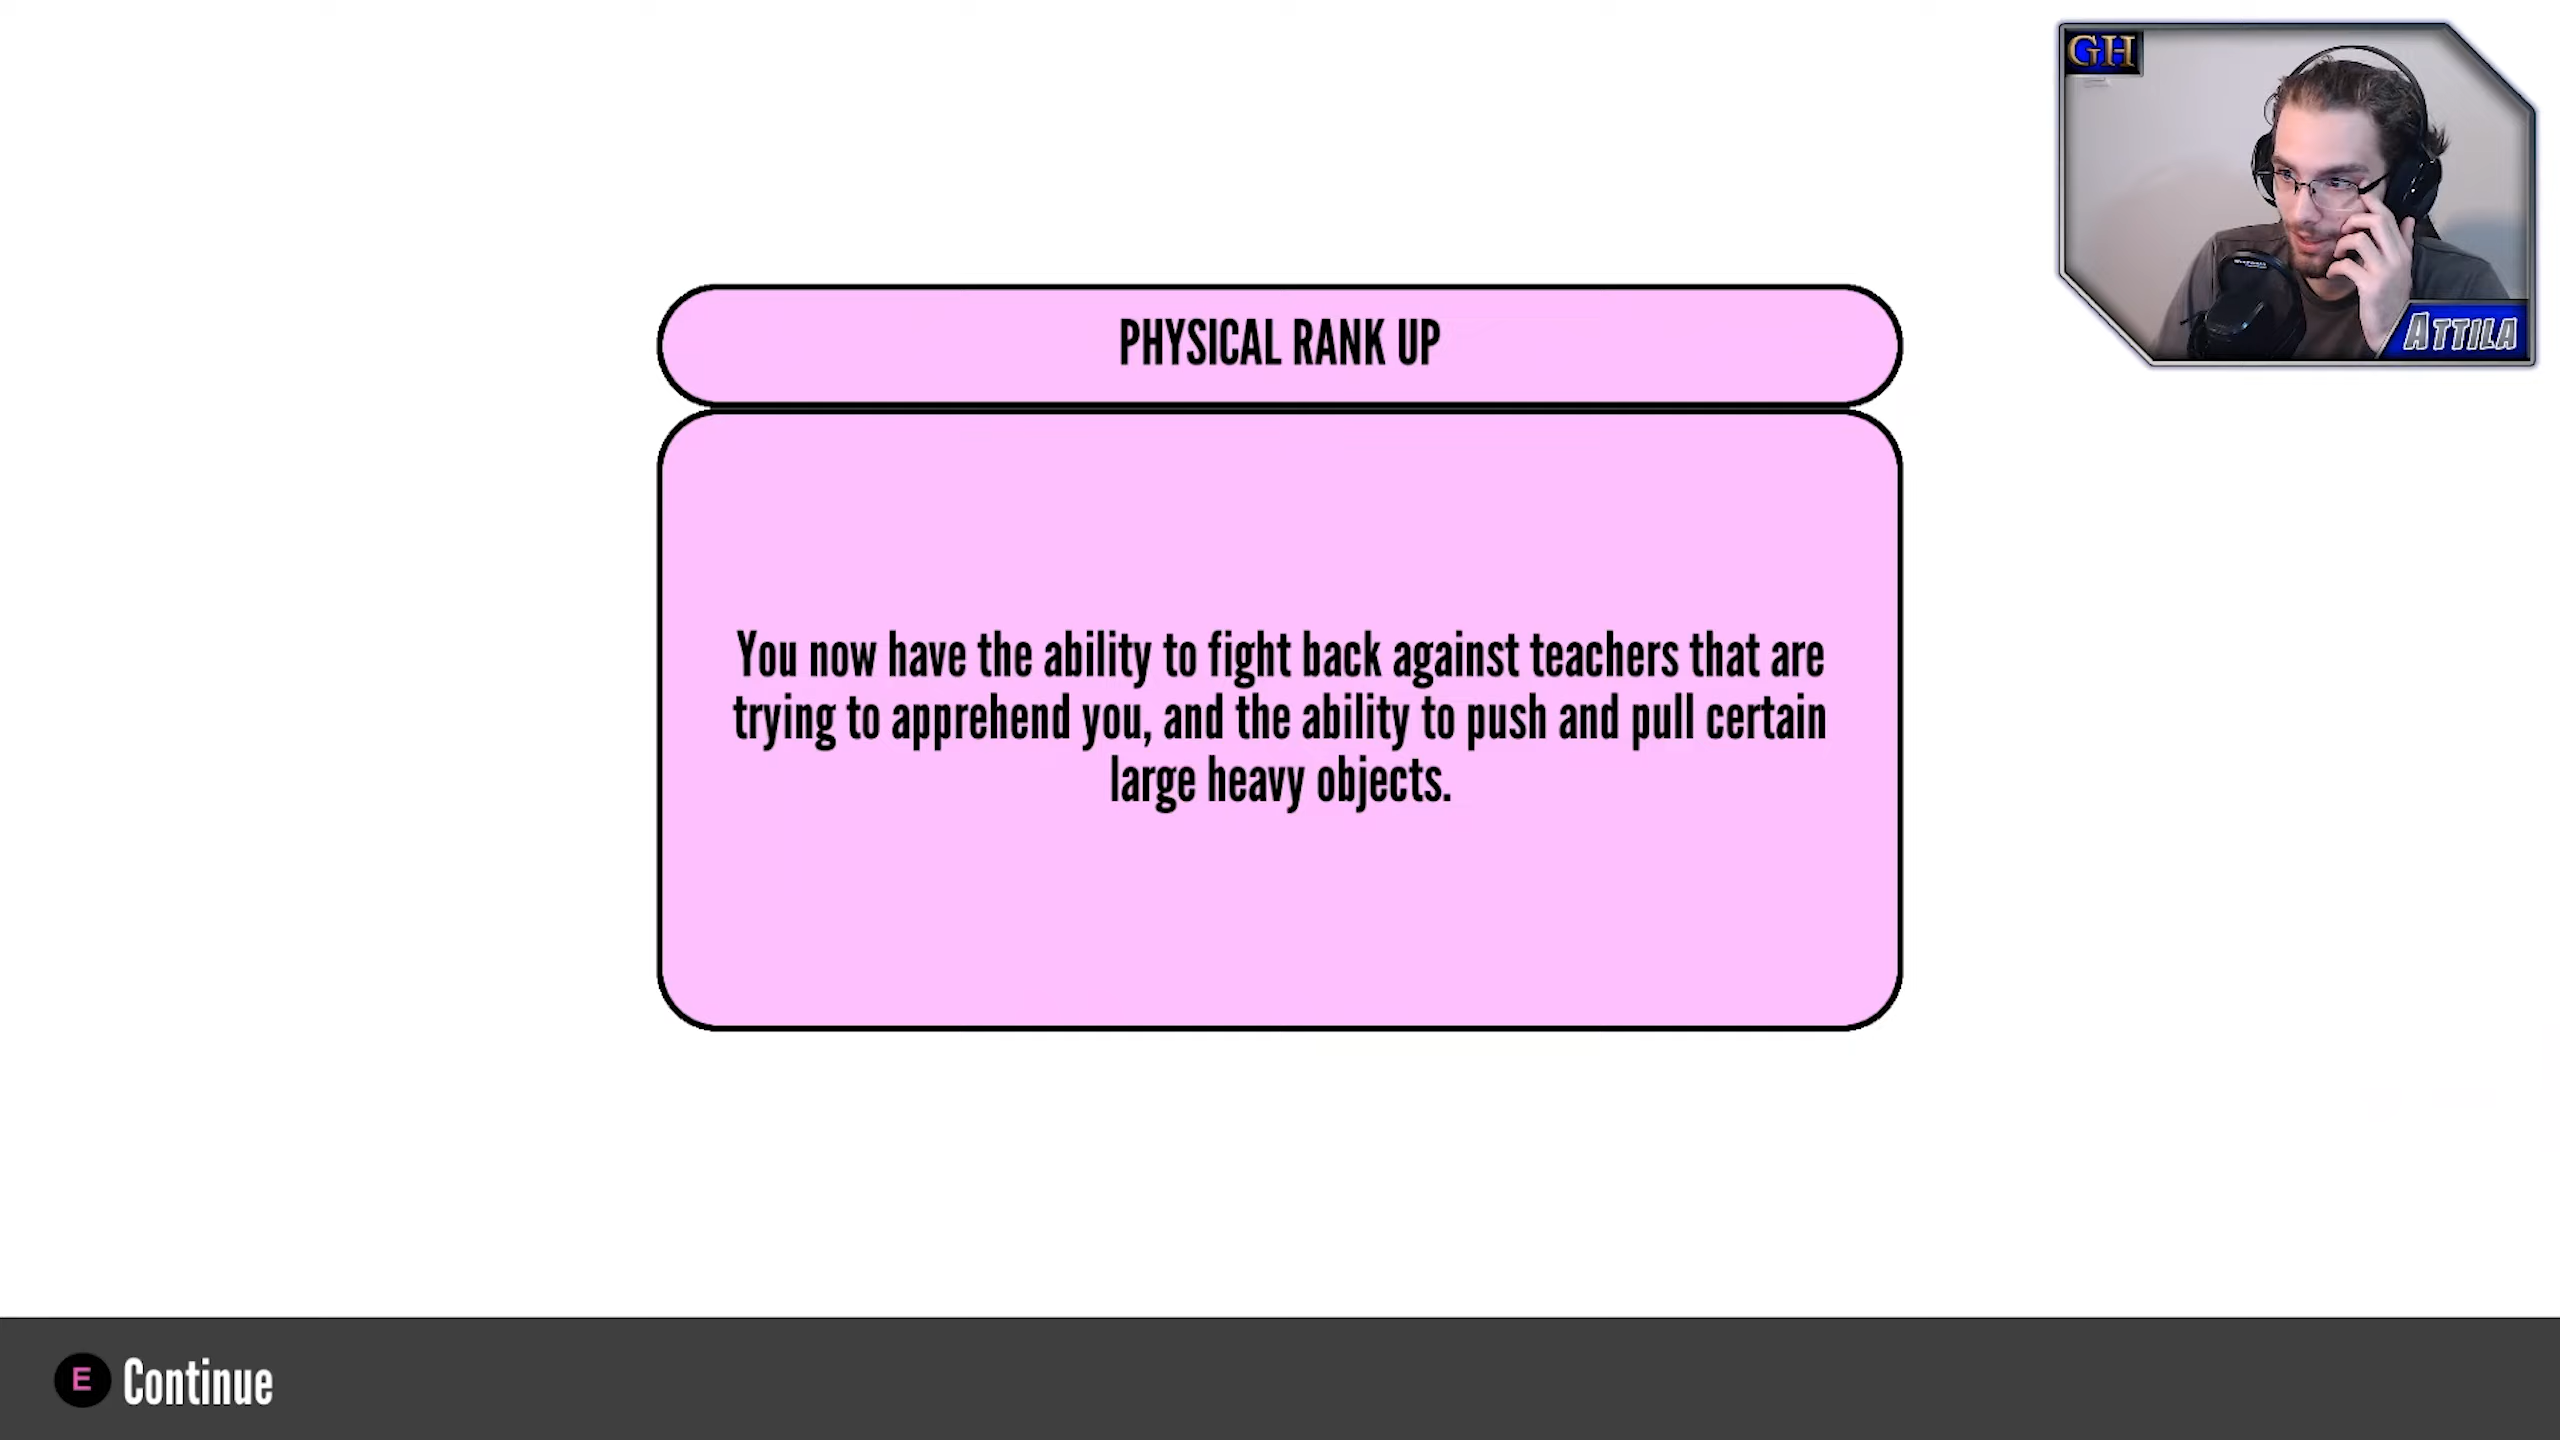 GH
ATTILA
PHYSICAL RANK UP
You now have the ability to fight back against teachers that are
trying to apprehend you, and the ability to push and pull certain
large heavy objects.
E Continue